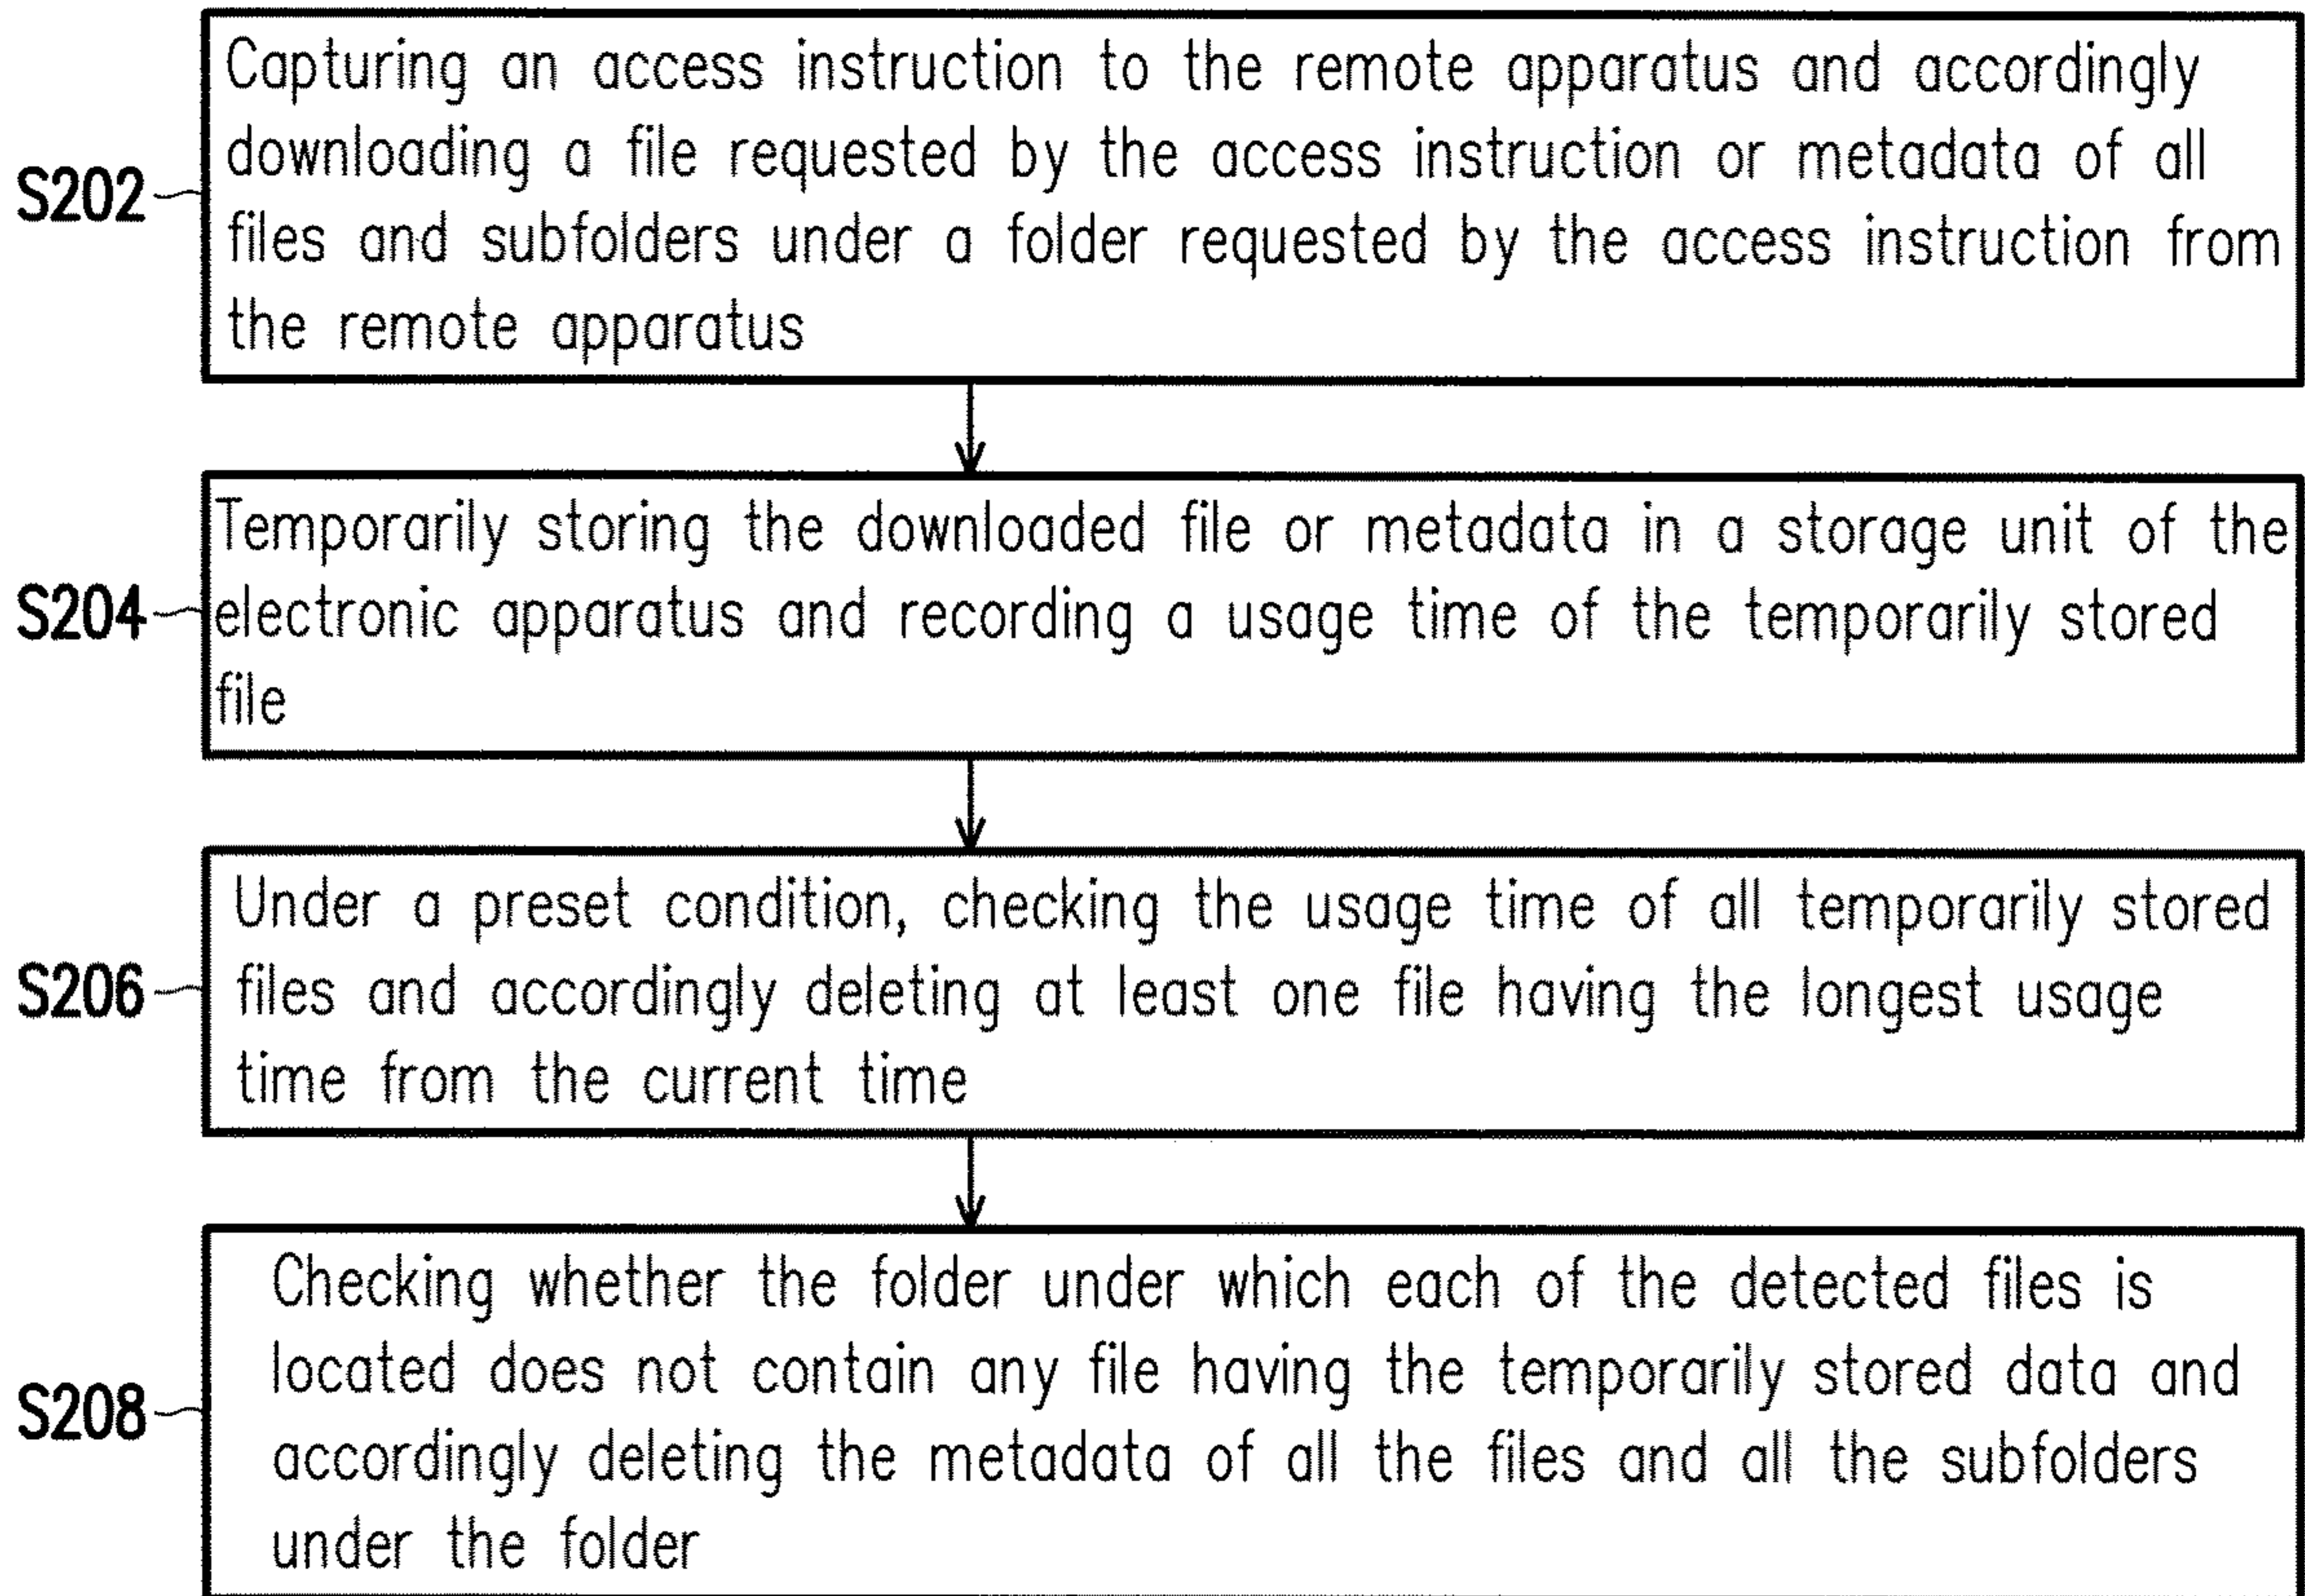 Capturing an access instruction to the remote apparatus and accordingly
downloading a file requested by the access instruction or metadata of all
S202
files and subfolders under a folder requested by the access instruction from
the remote apparatus
Temporarily storing the downloaded file or metadata in a storage unit of the
S204
electronic apparatus and recording a usage time of the temporarily stored
file
Under a preset condition, checking the usage time of all temporarily stored
S206
files and accordingly deleting at least one file having the longest usage
time from the current time
Checking whether the folder under which each of the detected files is
located does not contain any file having the temporarily stored data and
S208
accordingly deleting the metadata of all the files and all the subfolders
under the folder